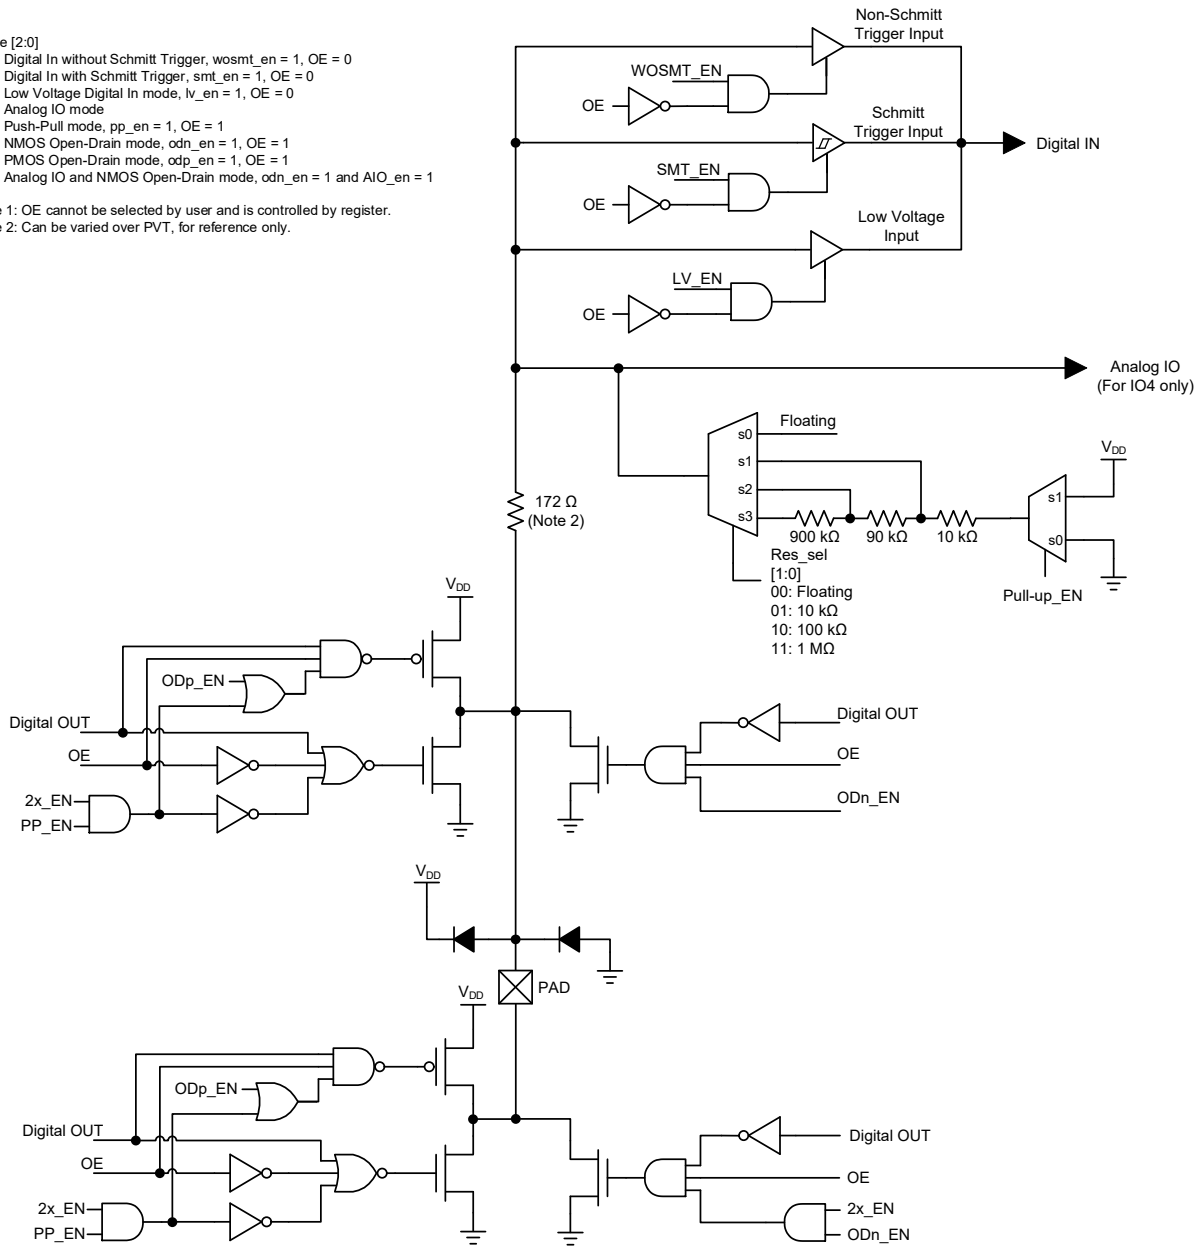 e [2:0]
Digital In without Schmitt Trigger, wosmt_en = 1, OE = 0
Digital In with Schmitt Trigger, smt_en = 1, OE = 0
Low Voltage Digital In mode, lv_en = 1, OE = 0
Analog IO mode
Push-Pull mode, pp_en = 1, OE = 1
NMOS Open-Drain mode, odn_en = 1, OE = 1
PMOS Open-Drain mode, odp_en = 1, OE = 1
Analog IO and NMOS Open-Drain mode, odn_en = 1 and AIO_en = 1
e 1: OE cannot be selected by user and is controlled by register.
e 2: Can be varied over PVT, for reference only.
Non-Schmitt
Trigger Input
WOSMT_EN
OE
Schmitt
Trigger Input
Digital IN
SMT_EN
OE
Low Voltage
Input
LV_EN
OE
Analog IO
(For IO4 only)
Floating
s0
s1
s2
s3
900 kΩ
90 kΩ
10 kΩ
VDD
s1
s0
Pull-up_EN
Res_sel
[1:0]
00: Floating
01: 10 kΩ
10: 100 kΩ
11: 1 MΩ
172 Ω
(Note 2)
VDD
ODp_EN
Digital OUT
OE
2x_EN
PP_EN
Digital OUT
OE
ODn_EN
VDD
PAD
VDD
ODp_EN
Digital OUT
OE
2x_EN
PP_EN
Digital OUT
OE
2x_EN
ODn_EN